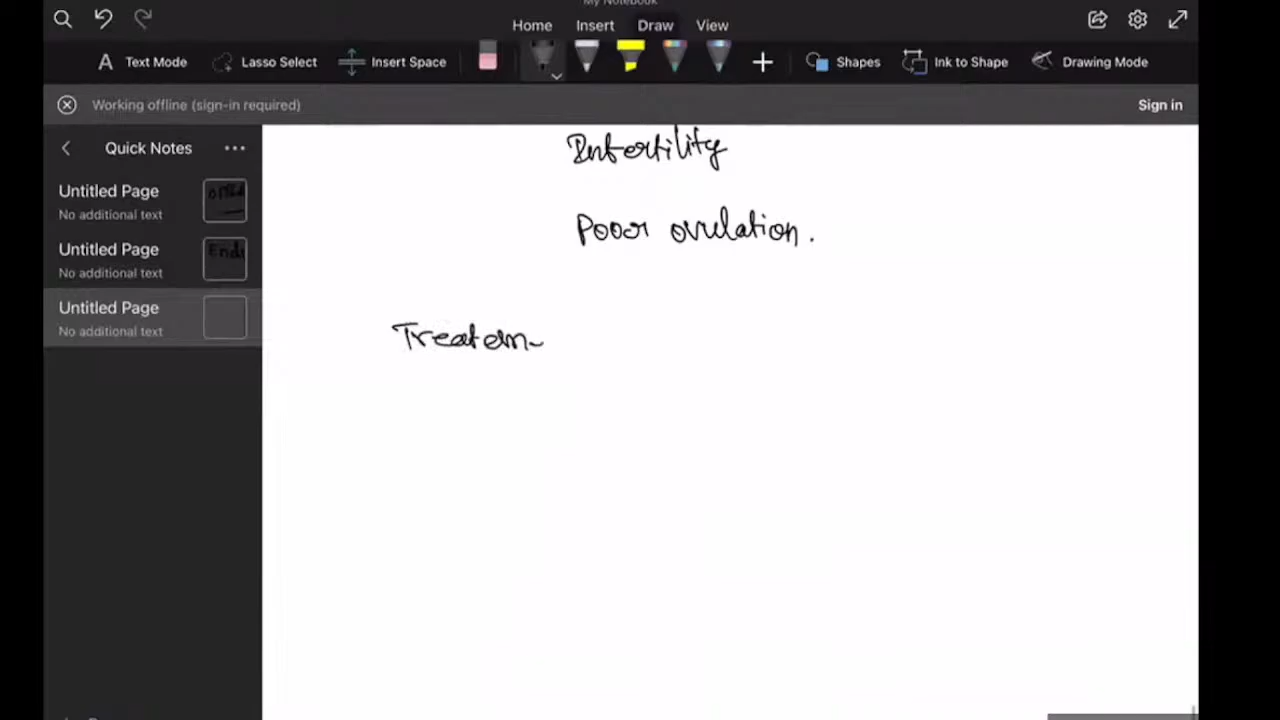 My Notebook
Home Insert Draw View
Text Mode Lasso Select Insert Space Shapes Ink to Shape Drawing Mode
Working offline (sign-in required) Sign in
Quick Notes
Untitled Page
No additional text
Untitled Page
No additional text
Untitled Page
No additional text
Infertility
Pooor ovulation.
Treatem